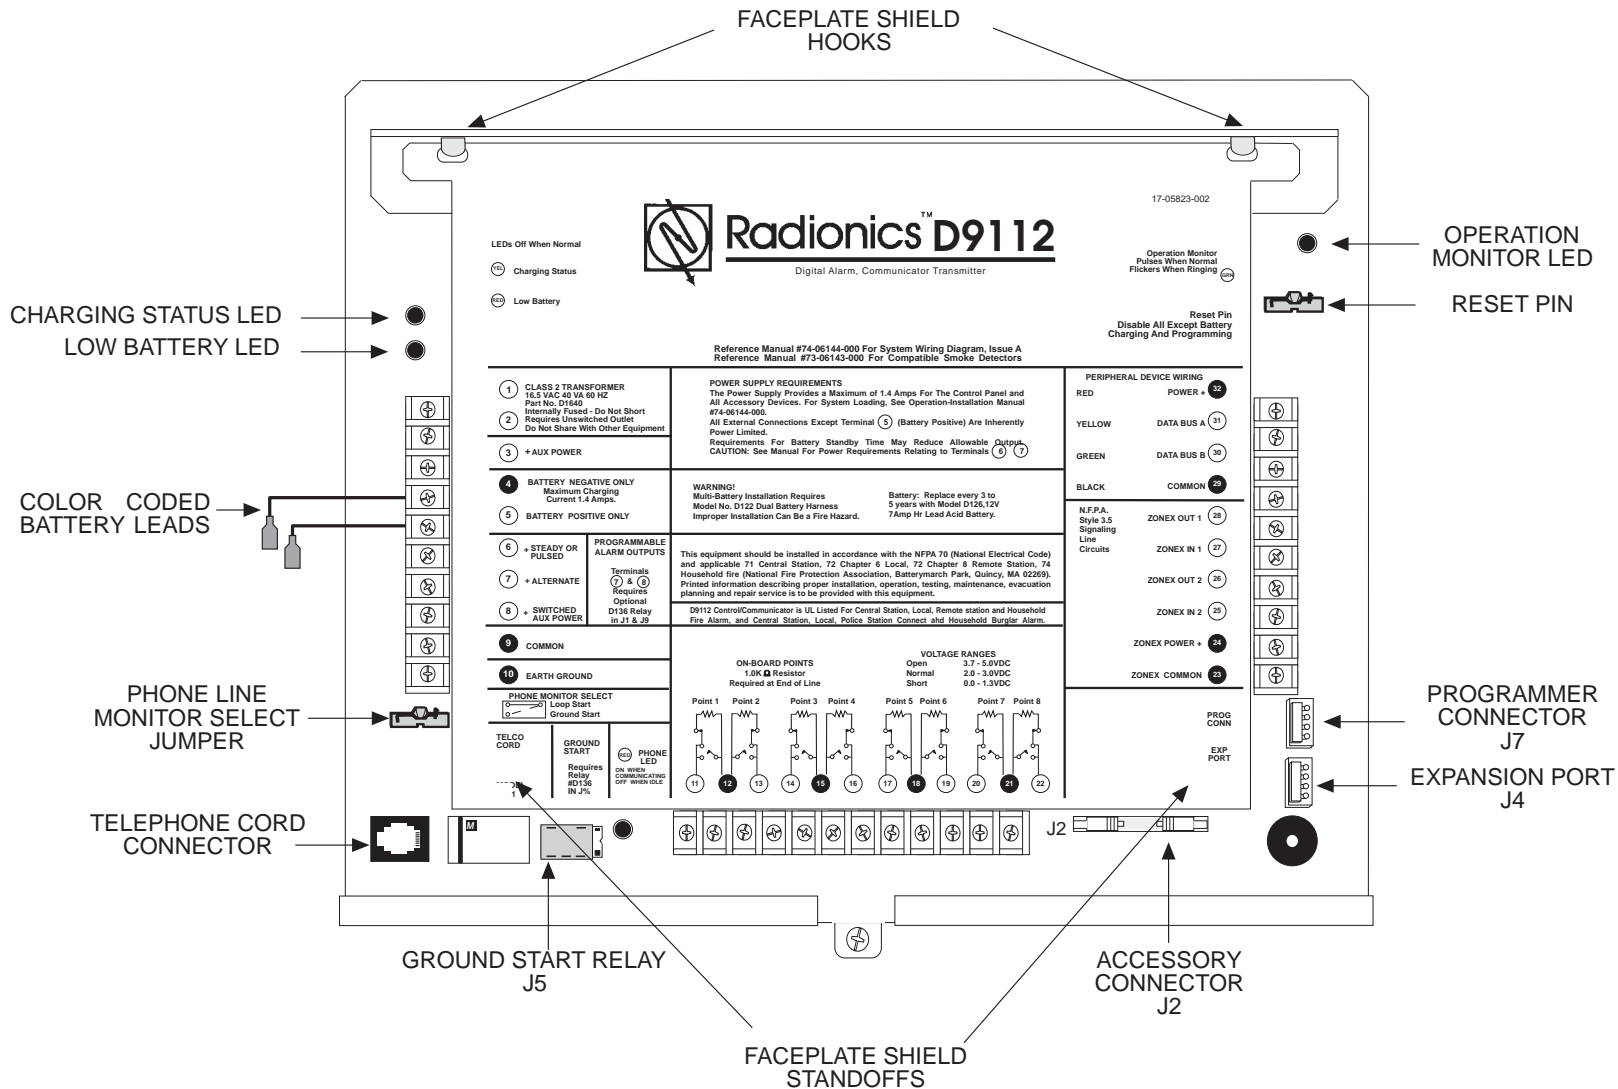 FACEPLATE SHIELD
HOOKS
17-05823-002
Radionics™ D9112
Digital Alarm, Communicator Transmitter
LEDs Off When Normal
YEL Charging Status
RED Low Battery
Operation Monitor
Pulses When Normal
Flickers When Ringing
GRN
Reset Pin
Disable All Except Battery
Charging And Programming
OPERATION
MONITOR LED
RESET PIN
CHARGING STATUS LED
LOW BATTERY LED
Reference Manual #74-06144-000 For System Wiring Diagram, Issue A
Reference Manual #73-06143-000 For Compatible Smoke Detectors
1 CLASS 2 TRANSFORMER
16.5 VAC 40 VA 60 HZ
Part No. D1640
Internally Fused - Do Not Short
2 Requires Unswitched Outlet
Do Not Share With Other Equipment
3 + AUX POWER
4 BATTERY NEGATIVE ONLY
Maximum Charging
Current 1.4 Amps.
5 BATTERY POSITIVE ONLY
6 + STEADY OR
PULSED
7 + ALTERNATE
8 + SWITCHED
AUX POWER
PROGRAMMABLE
ALARM OUTPUTS
Terminals
7 & 8
Requires
Optional
D136 Relay
in J1 & J9
9 COMMON
10 EARTH GROUND
PHONE MONITOR SELECT
Loop Start
Ground Start
TELCO
CORD
1
GROUND
START
Requires
Relay
#D136
IN J%
RED PHONE
LED
ON WHEN
COMMUNICATING
OFF WHEN IDLE
POWER SUPPLY REQUIREMENTS
The Power Supply Provides a Maximum of 1.4 Amps For The Control Panel and
All Accessory Devices. For System Loading, See Operation-Installation Manual
#74-06144-000.
All External Connections Except Terminal 5 (Battery Positive) Are Inherently
Power Limited.
Requirements For Battery Standby Time May Reduce Allowable Output
CAUTION: See Manual For Power Requirements Relating to Terminals 6 7
WARNING!
Multi-Battery Installation Requires
Model No. D122 Dual Battery Harness
Improper Installation Can Be a Fire Hazard.
Battery: Replace every 3 to
5 years with Model D126,12V
7Amp Hr Lead Acid Battery.
This equipment should be installed in accordance with the NFPA 70 (National Electrical Code)
and applicable 71 Central Station, 72 Chapter 6 Local, 72 Chapter 8 Remote Station, 74
Household fire (National Fire Protection Association, Batterymarch Park, Quincy, MA 02269).
Printed information describing proper installation, operation, testing, maintenance, evacuation
planning and repair service is to be provided with this equipment.
D9112 Control/Communicator is UL Listed For Central Station, Local, Remote station and Household
Fire Alarm, and Central Station, Local, Police Station Connect ahd Household Burglar Alarm.
ON-BOARD POINTS
1.0K Ω Resistor
Required at End of Line
VOLTAGE RANGES
Open 3.7 - 5.0VDC
Normal 2.0 - 3.0VDC
Short 0.0 - 1.3VDC
Point 1 Point 2 Point 3 Point 4 Point 5 Point 6 Point 7 Point 8
11 12 13 14 15 16 17 18 19 20 21 22
PERIPHERAL DEVICE WIRING
RED POWER + 32
YELLOW DATA BUS A 31
GREEN DATA BUS B 30
BLACK COMMON 29
N.F.P.A.
Style 3.5
Signaling
Line
Circuits
ZONEX OUT 1 28
ZONEX IN 1 27
ZONEX OUT 2 26
ZONEX IN 2 25
ZONEX POWER + 24
ZONEX COMMON 23
PROG
CONN
EXP
PORT
COLOR CODED
BATTERY LEADS
PHONE LINE
MONITOR SELECT
JUMPER
TELEPHONE CORD
CONNECTOR
M
J2
PROGRAMMER
CONNECTOR
J7
EXPANSION PORT
J4
GROUND START RELAY
J5
ACCESSORY
CONNECTOR
J2
FACEPLATE SHIELD
STANDOFFS